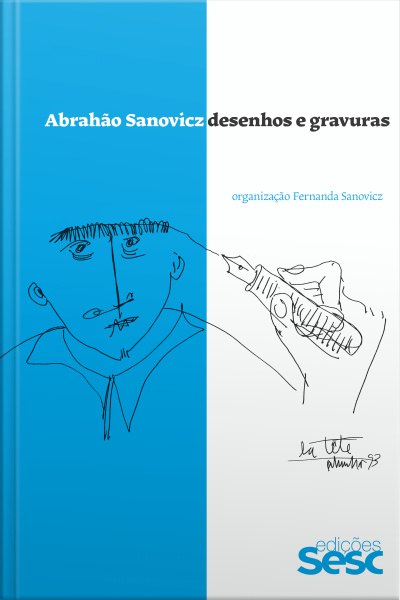 Abrahão Sanovicz desenhos e gravuras
organização Fernanda Sanovicz
la tête
edições
Sesc